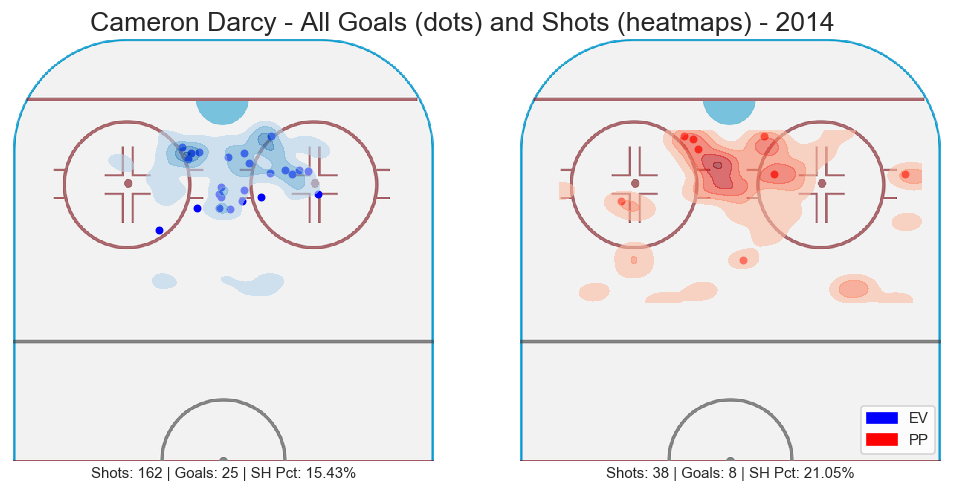 Cameron Darcy - All Goals (dots) and Shots (heatmaps) - 2014
EV
PP
Shots: 162 | Goals: 25 | SH Pct: 15.43%
Shots: 38 | Goals: 8 | SH Pct: 21.05%